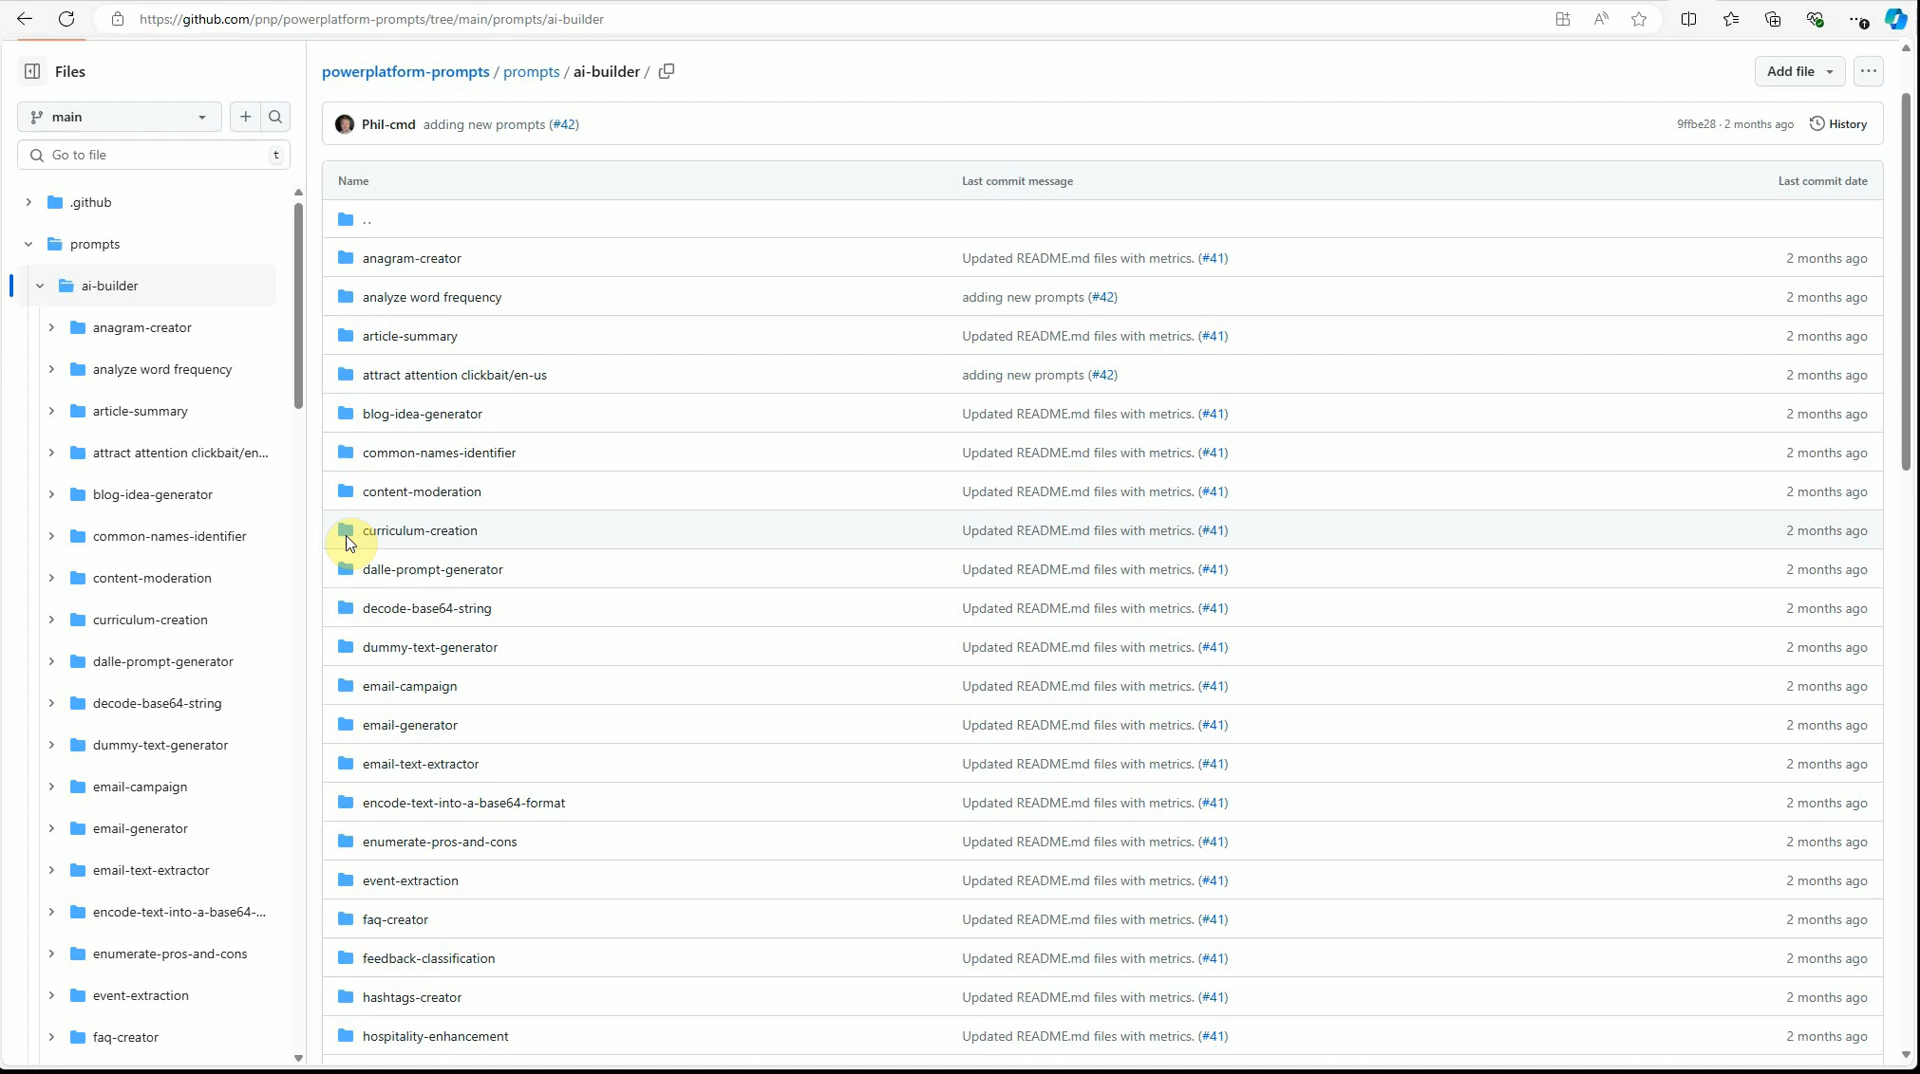 https://github.com/pnp/powerplatform-prompts/tree/main/prompts/ai-builder
Files
main
Go to file t
.github
prompts
ai-builder
anagram-creator
analyze word frequency
article-summary
attract attention clickbait/en...
blog-idea-generator
common-names-identifier
content-moderation
curriculum-creation
dalle-prompt-generator
decode-base64-string
dummy-text-generator
email-campaign
email-generator
email-text-extractor
encode-text-into-a-base64-...
enumerate-pros-and-cons
event-extraction
faq-creator
powerplatform-prompts / prompts / ai-builder /
Add file
Phil-cmd adding new prompts (#42) 9ffbe28 · 2 months ago History
Name Last commit message Last commit date
..
anagram-creator Updated README.md files with metrics. (#41) 2 months ago
analyze word frequency adding new prompts (#42) 2 months ago
article-summary Updated README.md files with metrics. (#41) 2 months ago
attract attention clickbait/en-us adding new prompts (#42) 2 months ago
blog-idea-generator Updated README.md files with metrics. (#41) 2 months ago
common-names-identifier Updated README.md files with metrics. (#41) 2 months ago
content-moderation Updated README.md files with metrics. (#41) 2 months ago
curriculum-creation Updated README.md files with metrics. (#41) 2 months ago
dalle-prompt-generator Updated README.md files with metrics. (#41) 2 months ago
decode-base64-string Updated README.md files with metrics. (#41) 2 months ago
dummy-text-generator Updated README.md files with metrics. (#41) 2 months ago
email-campaign Updated README.md files with metrics. (#41) 2 months ago
email-generator Updated README.md files with metrics. (#41) 2 months ago
email-text-extractor Updated README.md files with metrics. (#41) 2 months ago
encode-text-into-a-base64-format Updated README.md files with metrics. (#41) 2 months ago
enumerate-pros-and-cons Updated README.md files with metrics. (#41) 2 months ago
event-extraction Updated README.md files with metrics. (#41) 2 months ago
faq-creator Updated README.md files with metrics. (#41) 2 months ago
feedback-classification Updated README.md files with metrics. (#41) 2 months ago
hashtags-creator Updated README.md files with metrics. (#41) 2 months ago
hospitality-enhancement Updated README.md files with metrics. (#41) 2 months ago